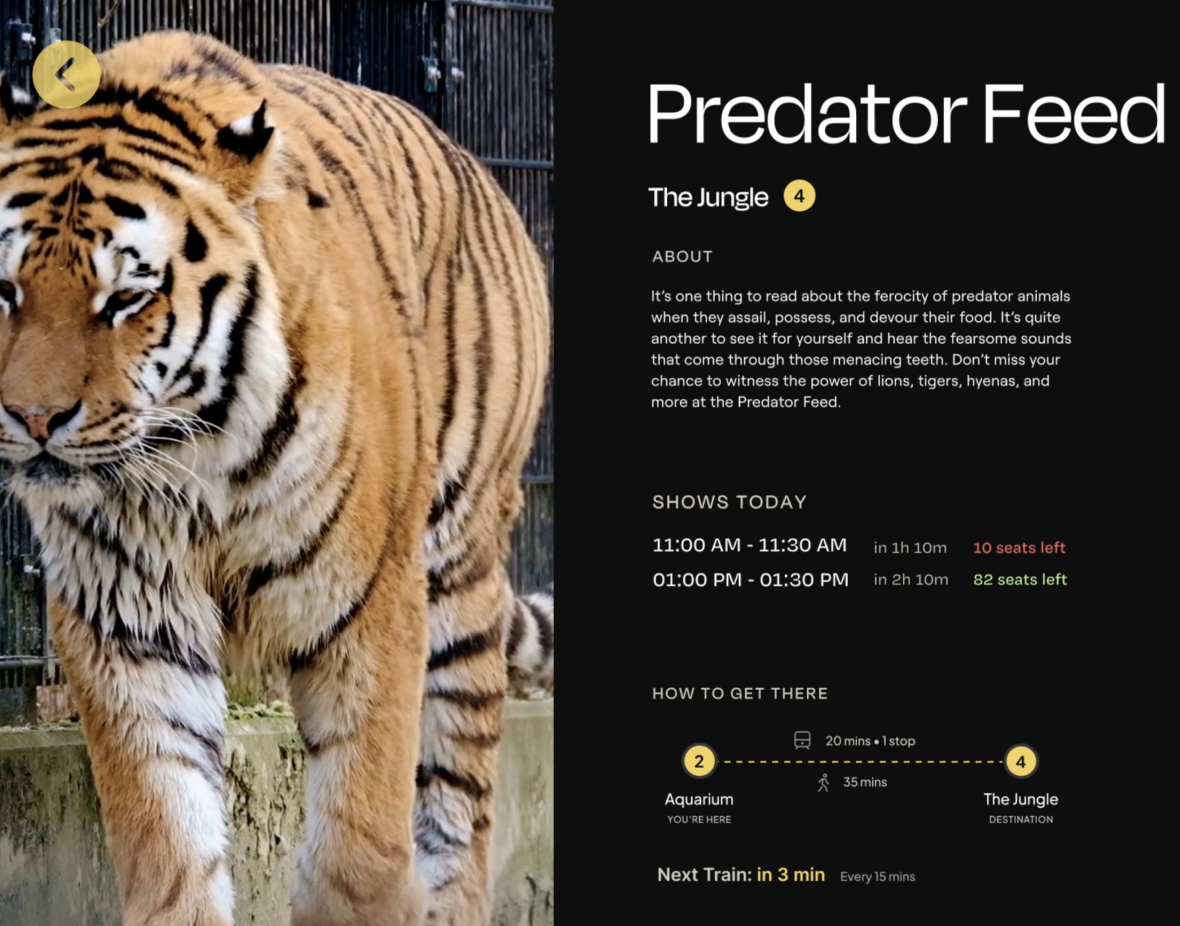 Predator Feed
The Jungle 4
ABOUT
It's one thing to read about the ferocity of predator animals
when they assail, possess, and devour their food. It's quite
another to see it for yourself and hear the fearsome sounds
that come through those menacing teeth. Don't miss your
chance to witness the power of lions, tigers, hyenas, and
more at the Predator Feed.
SHOWS TODAY
11:00 AM - 11:30 AM in 1h 10m 10 seats left
01:00 PM - 01:30 PM in 2h 10m 82 seats left
HOW TO GET THERE
20 mins • 1 stop
2 4
35 mins
Aquarium The Jungle
YOU'RE HERE DESTINATION
Next Train: in 3 min Every 15 mins